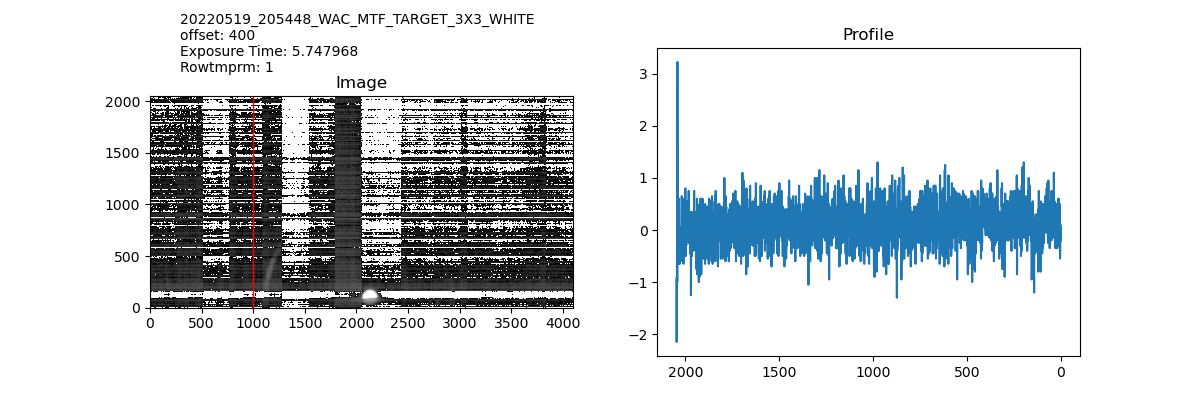 20220519_205448_WAC_MTF_TARGET_3X3_WHITE
offset: 400
Exposure Time: 5.747968
Rowtmprm: 1
Image
2000
1500
1000
500
0
0 500 1000 1500 2000 2500 3000 3500 4000
Profile
3
2
1
0
−1
−2
2000 1500 1000 500 0